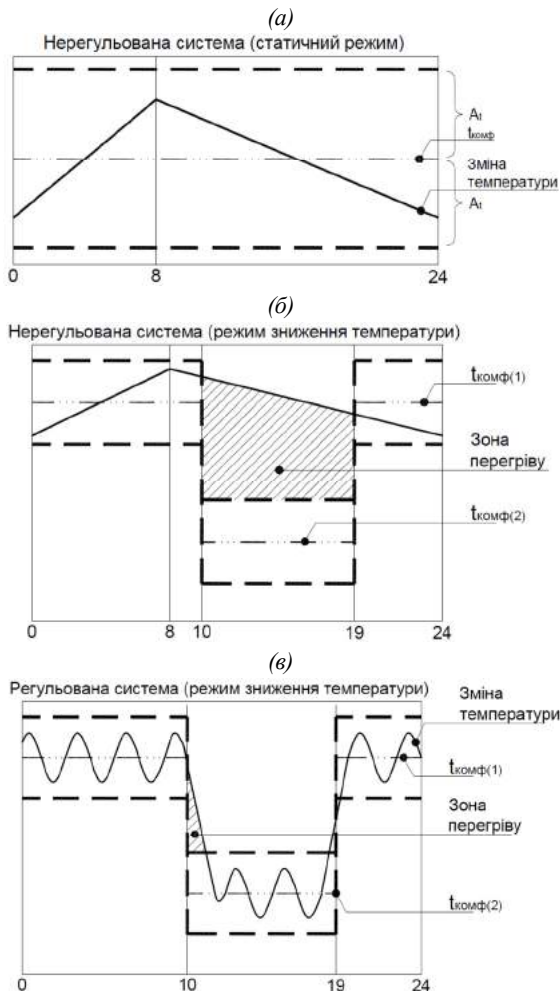 (а)
Нерегульована система (статичний режим)
Aₜ
tкомф
Зміна
температури
Aₜ
0 8 24
(б)
Нерегульована система (режим зниження температури)
tкомф(1)
Зона
перегріву
tкомф(2)
0 8 10 19 24
(в)
Регульована система (режим зниження температури)
Зміна
температури
tкомф(1)
Зона
перегріву
tкомф(2)
0 10 19 24